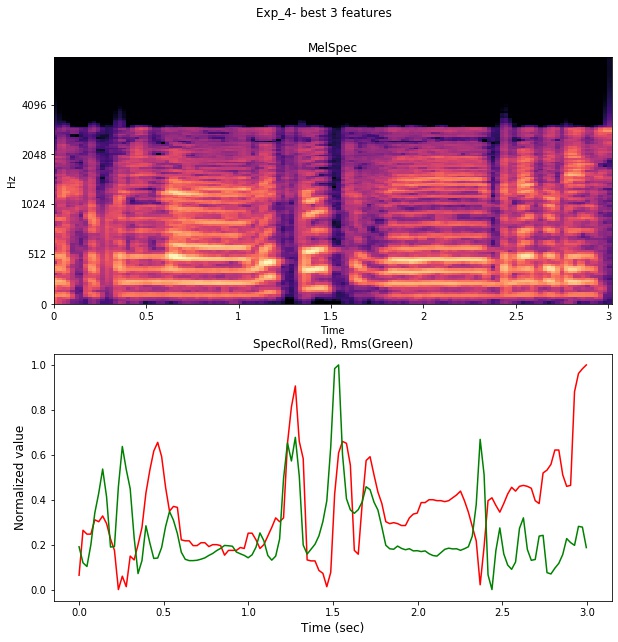 Exp_4- best 3 features
MelSpec
4096
2048
1024
512
0
Hz
0 0.5 1 1.5 2 2.5 3
Time
SpecRol(Red), Rms(Green)
1.0
0.8
0.6
0.4
0.2
0.0
Normalized value
0.0 0.5 1.0 1.5 2.0 2.5 3.0
Time (sec)